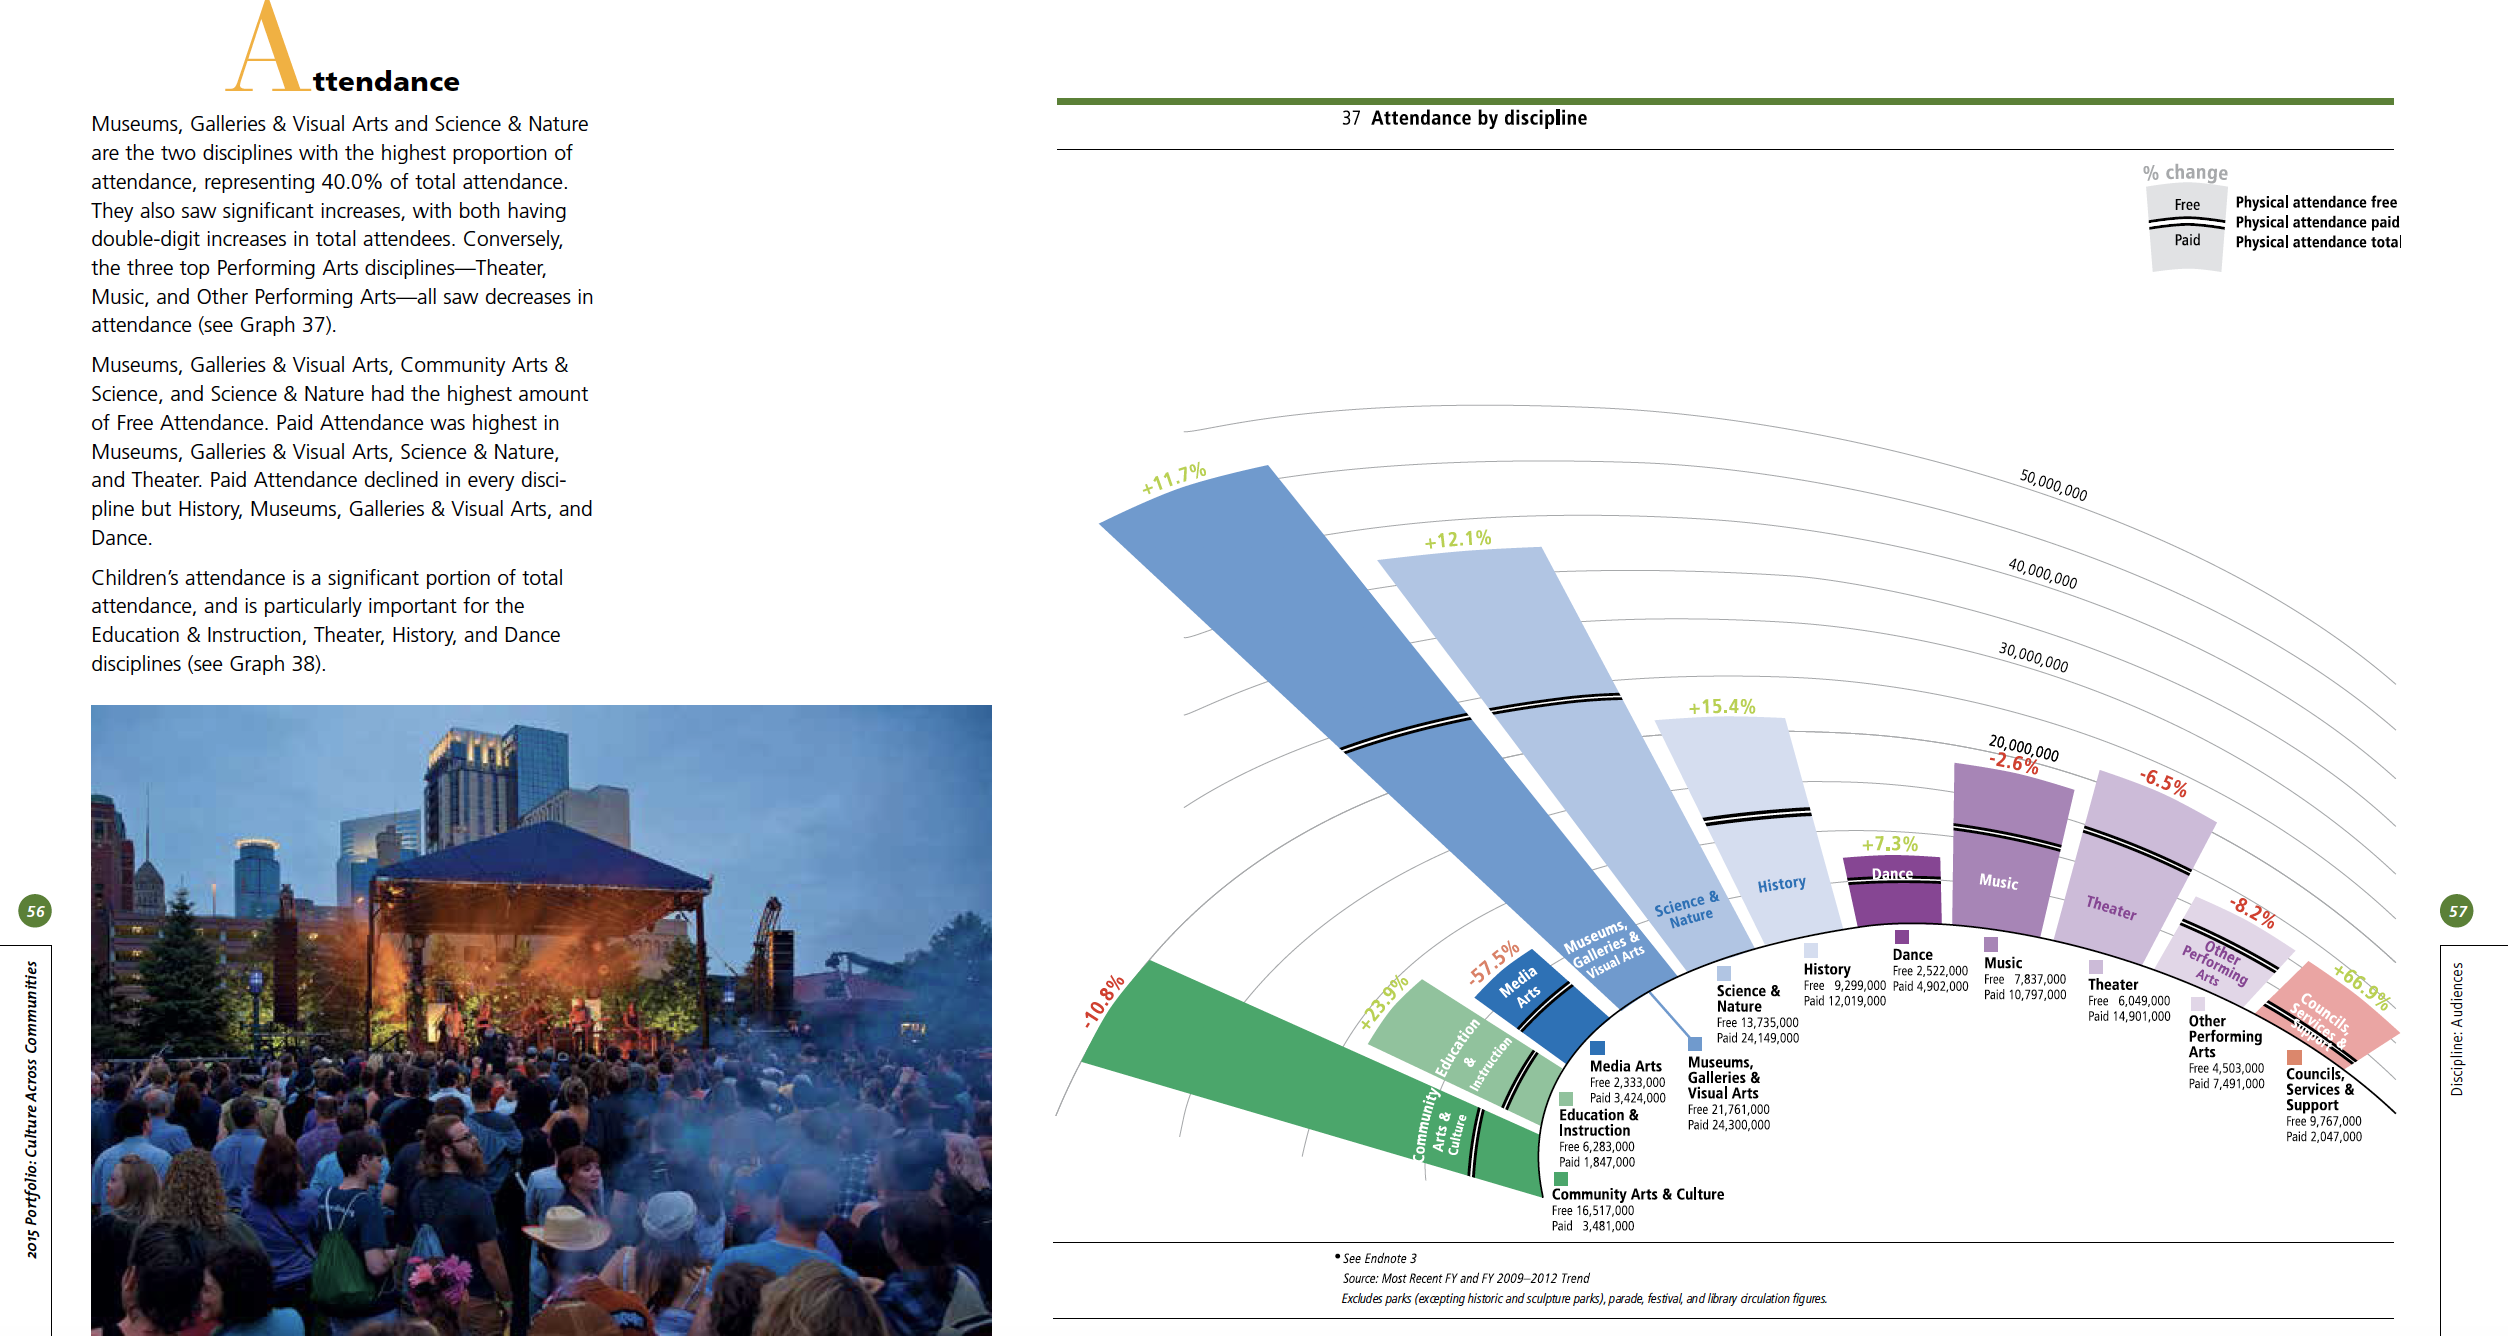 Attendance
Museums, Galleries & Visual Arts and Science & Nature
are the two disciplines with the highest proportion of
attendance, representing 40.0% of total attendance.
They also saw significant increases, with both having
double-digit increases in total attendees. Conversely,
the three top Performing Arts disciplines—Theater,
Music, and Other Performing Arts—all saw decreases in
attendance (see Graph 37).
Museums, Galleries & Visual Arts, Community Arts &
Science, and Science & Nature had the highest amount
of Free Attendance. Paid Attendance was highest in
Museums, Galleries & Visual Arts, Science & Nature,
and Theater. Paid Attendance declined in every disci-
pline but History, Museums, Galleries & Visual Arts, and
Dance.
Children’s attendance is a significant portion of total
attendance, and is particularly important for the
Education & Instruction, Theater, History, and Dance
disciplines (see Graph 38).
56
2015 Portfolio: Culture Across Communities
37 Attendance by discipline
% change
Free
Paid
Physical attendance free
Physical attendance paid
Physical attendance total
50,000,000
40,000,000
30,000,000
20,000,000
+11.7%
+12.1%
+15.4%
+7.3%
-2.6%
-6.5%
-8.2%
+66.9%
-57.5%
+23.9%
-10.8%
Community
Arts &
Culture
Education
&
Instruction
Media
Arts
Museums,
Galleries &
Visual Arts
Science &
Nature
History
Dance
Music
Theater
Other
Performing
Arts
Councils,
Services &
Support
Community Arts & Culture
Free 16,517,000
Paid 3,481,000
Education &
Instruction
Free 6,283,000
Paid 1,847,000
Media Arts
Free 2,333,000
Paid 3,424,000
Museums,
Galleries &
Visual Arts
Free 21,761,000
Paid 24,300,000
Science &
Nature
Free 13,735,000
Paid 24,149,000
History
Free 9,299,000
Paid 12,019,000
Dance
Free 2,522,000
Paid 4,902,000
Music
Free 7,837,000
Paid 10,797,000
Theater
Free 6,049,000
Paid 14,901,000
Other
Performing
Arts
Free 4,503,000
Paid 7,491,000
Councils,
Services &
Support
Free 9,767,000
Paid 2,047,000
• See Endnote 3
Source: Most Recent FY and FY 2009–2012 Trend
Excludes parks (excepting historic and sculpture parks), parade, festival, and library circulation figures.
57
Discipline: Audiences